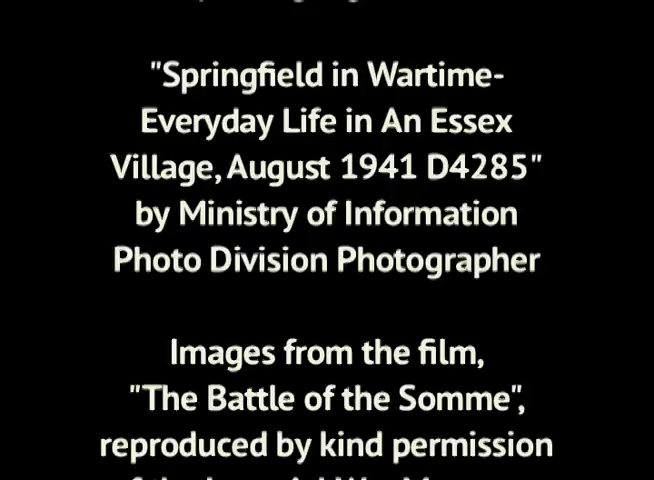 "Springfield in Wartime-
Everyday Life in An Essex
Village, August 1941 D4285"
by Ministry of Information
Photo Division Photographer
Images from the film,
"The Battle of the Somme",
reproduced by kind permission